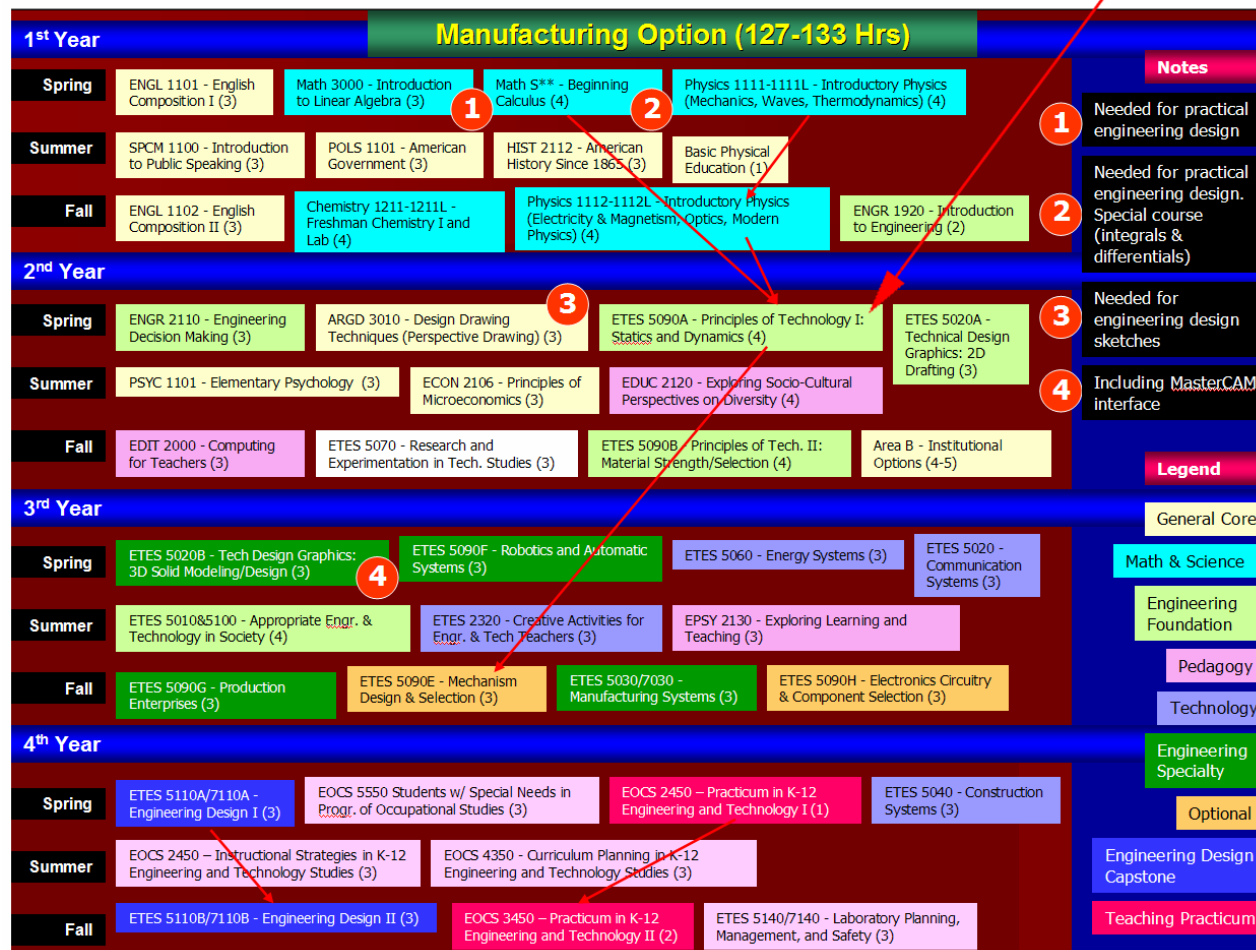 Manufacturing Option (127-133 Hrs)
1st Year
Spring
ENGL 1101 - English
Composition I (3)
Math 3000 - Introduction
to Linear Algebra (3)
1
Math S** - Beginning
Calculus (4)
2
Physics 1111-1111L - Introductory Physics
(Mechanics, Waves, Thermodynamics) (4)
Summer
SPCM 1100 - Introduction
to Public Speaking (3)
POLS 1101 - American
Government (3)
HIST 2112 - American
History Since 1865 (3)
Basic Physical
Education (1)
Fall
ENGL 1102 - English
Composition II (3)
Chemistry 1211-1211L -
Freshman Chemistry I and
Lab (4)
Physics 1112-1112L - Introductory Physics
(Electricity & Magnetism, Optics, Modern
Physics) (4)
ENGR 1920 - Introduction
to Engineering (2)
2nd Year
Spring
ENGR 2110 - Engineering
Decision Making (3)
ARGD 3010 - Design Drawing
Techniques (Perspective Drawing) (3)
3
ETES 5090A - Principles of Technology I:
Statics and Dynamics (4)
ETES 5020A -
Technical Design
Graphics: 2D
Drafting (3)
Summer
PSYC 1101 - Elementary Psychology (3)
ECON 2106 - Principles of
Microeconomics (3)
EDUC 2120 - Exploring Socio-Cultural
Perspectives on Diversity (4)
Fall
EDIT 2000 - Computing
for Teachers (3)
ETES 5070 - Research and
Experimentation in Tech. Studies (3)
ETES 5090B - Principles of Tech. II:
Material Strength/Selection (4)
Area B - Institutional
Options (4-5)
3rd Year
Spring
ETES 5020B - Tech Design Graphics:
3D Solid Modeling/Design (3)
4
ETES 5090F - Robotics and Automatic
Systems (3)
ETES 5060 - Energy Systems (3)
ETES 5020 -
Communication
Systems (3)
Summer
ETES 5010&5100 - Appropriate Engr. &
Technology in Society (4)
ETES 2320 - Creative Activities for
Engr. & Tech Teachers (3)
EPSY 2130 - Exploring Learning and
Teaching (3)
Fall
ETES 5090G - Production
Enterprises (3)
ETES 5090E - Mechanism
Design & Selection (3)
ETES 5030/7030 -
Manufacturing Systems (3)
ETES 5090H - Electronics Circuitry
& Component Selection (3)
4th Year
Spring
ETES 5110A/7110A -
Engineering Design I (3)
EOCS 5550 Students w/ Special Needs in
Progr. of Occupational Studies (3)
EOCS 2450 – Practicum in K-12
Engineering and Technology I (1)
ETES 5040 - Construction
Systems (3)
Summer
EOCS 2450 – Instructional Strategies in K-12
Engineering and Technology Studies (3)
EOCS 4350 - Curriculum Planning in K-12
Engineering and Technology Studies (3)
Fall
ETES 5110B/7110B - Engineering Design II (3)
EOCS 3450 – Practicum in K-12
Engineering and Technology II (2)
ETES 5140/7140 - Laboratory Planning,
Management, and Safety (3)
Notes
1
Needed for practical
engineering design
2
Needed for practical
engineering design.
Special course
(integrals &
differentials)
3
Needed for
engineering design
sketches
4
Including MasterCAM
interface
Legend
General Core
Math & Science
Engineering
Foundation
Pedagogy
Technology
Engineering
Specialty
Optional
Engineering Design
Capstone
Teaching Practicum